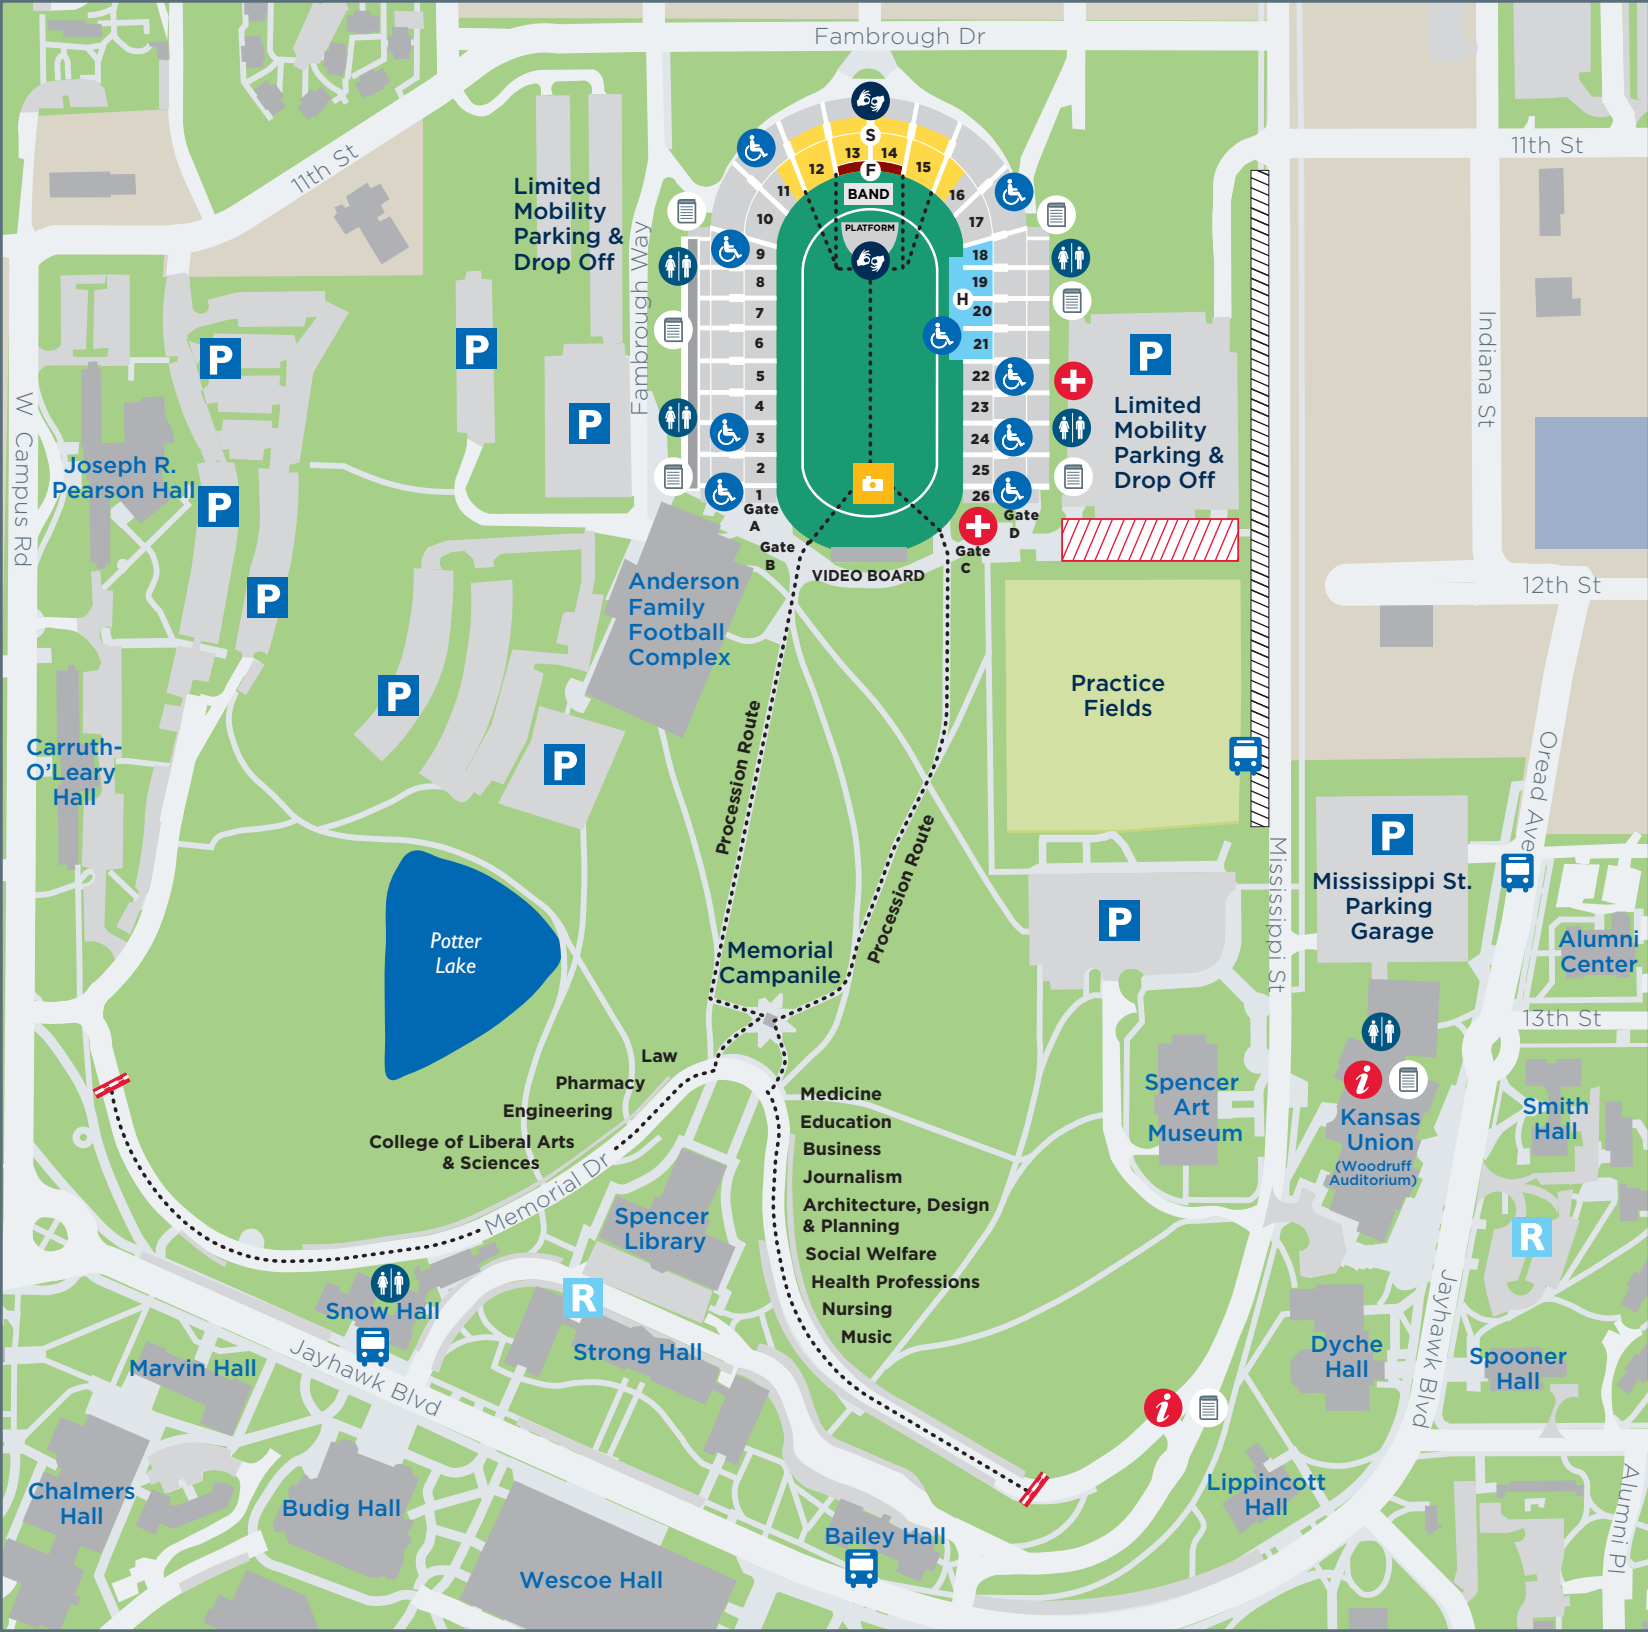 Fambrough Dr
11th St
11th St
Limited
Mobility
Parking &
Drop Off
Fambrough Way
S
13
14
12
15
F
11
16
BAND
10
17
PLATFORM
9
18
8
19
H
7
20
6
21
5
22
4
23
3
24
2
25
1
26
Gate
A
Gate
B
Gate
C
Gate
D
VIDEO BOARD
P
P
P
P
P
P
P
P
Limited
Mobility
Parking &
Drop Off
Indiana St
W Campus Rd
Joseph R.
Pearson Hall
12th St
Anderson
Family
Football
Complex
Practice
Fields
Procession Route
Procession Route
Carruth-
O'Leary
Hall
Oread Ave
P
Mississippi St.
Parking
Garage
Mississippi St
P
Alumni
Center
Potter
Lake
Memorial
Campanile
13th St
Law
Pharmacy
Engineering
College of Liberal Arts
& Sciences
Medicine
Education
Business
Journalism
Architecture, Design
& Planning
Social Welfare
Health Professions
Nursing
Music
Spencer
Art
Museum
i
Kansas
Union
(Woodruff
Auditorium)
Smith
Hall
Memorial Dr
Spencer
Library
R
R
Snow Hall
Strong Hall
Marvin Hall
Jayhawk Blvd
Jayhawk Blvd
Dyche
Hall
Spooner
Hall
i
Chalmers
Hall
Budig Hall
Lippincott
Hall
Alumni Pl
Bailey Hall
Wescoe Hall